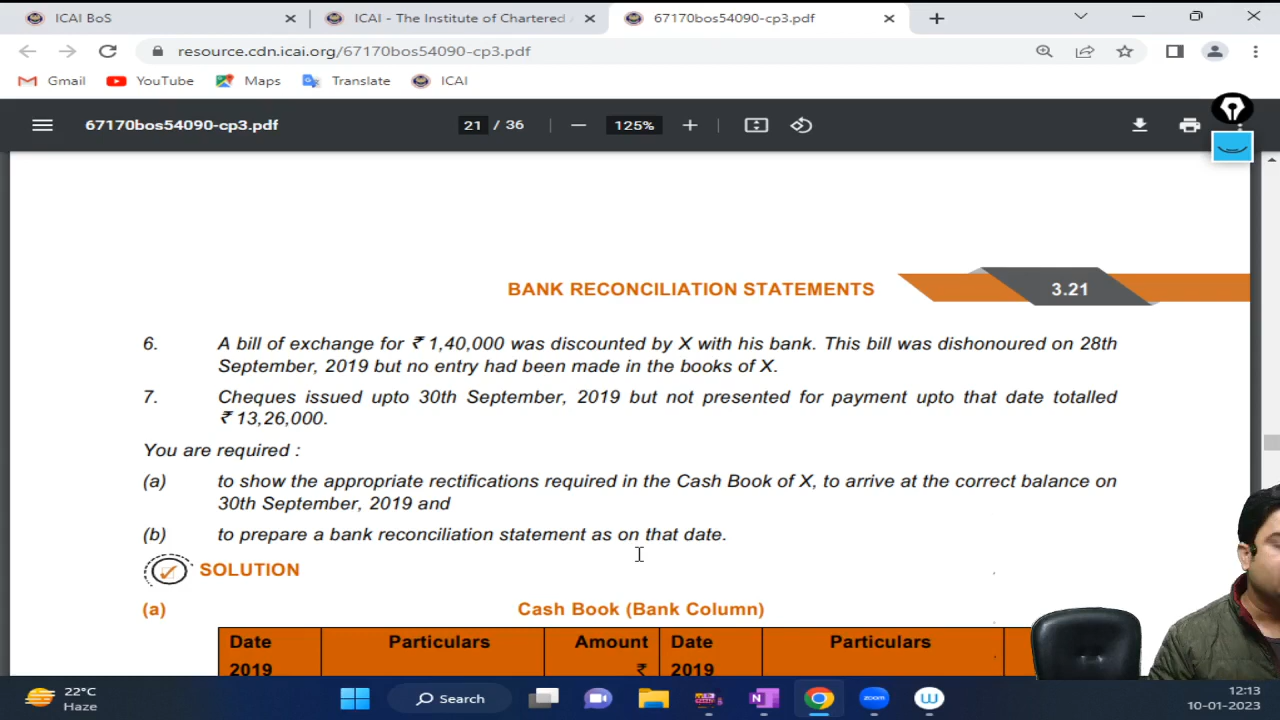 ICAI BoS
ICAI - The Institute of Chartered
67170bos54090-cp3.pdf
resource.cdn.icai.org/67170bos54090-cp3.pdf
Gmail
YouTube
Maps
Translate
ICAI
67170bos54090-cp3.pdf
21 / 36
125%
BANK RECONCILIATION STATEMENTS
3.21
6. A bill of exchange for ₹ 1,40,000 was discounted by X with his bank. This bill was dishonoured on 28th
September, 2019 but no entry had been made in the books of X.
7. Cheques issued upto 30th September, 2019 but not presented for payment upto that date totalled
₹ 13,26,000.
You are required :
(a) to show the appropriate rectifications required in the Cash Book of X, to arrive at the correct balance on
30th September, 2019 and
(b) to prepare a bank reconciliation statement as on that date.
SOLUTION
(a) Cash Book (Bank Column)
Date Particulars Amount Date Particulars
2019 ₹ 2019
22°C
Haze
Search
zoom
W
12:13
10-01-2023